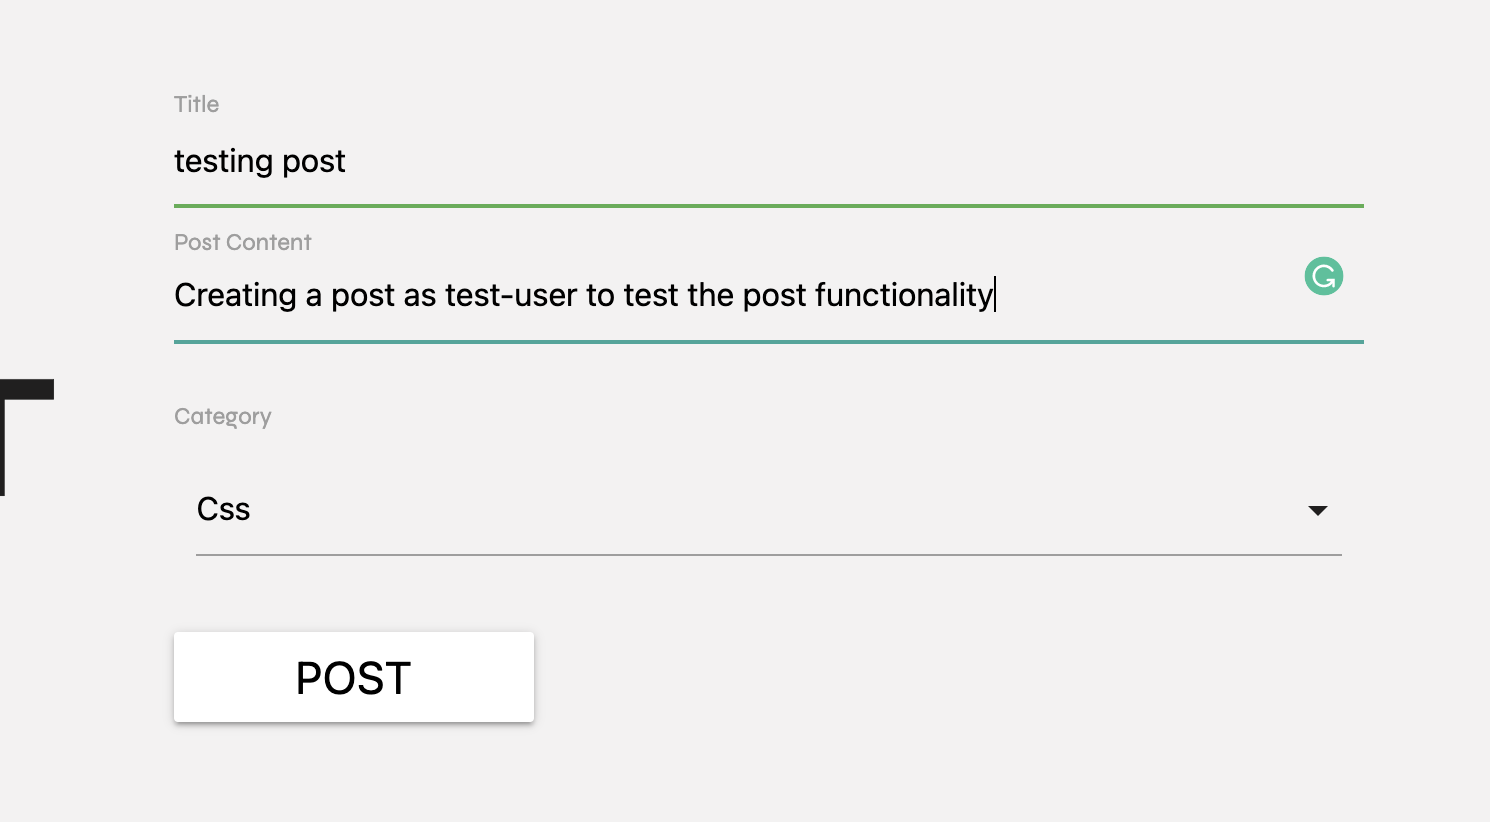 Title
testing post
Post Content
Creating a post as test-user to test the post functionality
Category
Css
POST